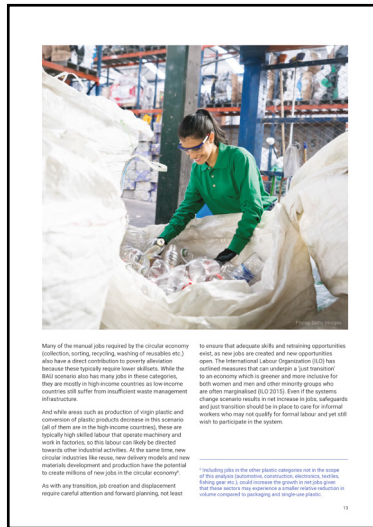 Many of the manual jobs required by the circular economy
(collection, sorting, recycling, washing of reusables etc.)
also have a direct contribution to poverty alleviation
because these typically require lower skillsets. While the
BAU scenario also has many jobs in these categories,
they are mostly in high-income countries as low-income
countries still suffer from insufficient waste management
infrastructure.
And while areas such as production of virgin plastic and
conversion of plastic products decrease in this scenario
(all of them are in the high-income countries), these are
typically high skilled labour that operate machinery and
work in factories, so this labour can likely be directed
towards other industrial activities. At the same time, new
circular industries like reuse, new delivery models and new
materials development and production have the potential
to create millions of new jobs in the circular economy⁶.
As with any transition, job creation and displacement
require careful attention and forward planning, not least
to ensure that adequate skills and retraining opportunities
exist, as new jobs are created and new opportunities
open. The International Labour Organization (ILO) has
outlined measures that can underpin a 'just transition'
to an economy which is greener and more inclusive for
both women and men and other minority groups who
are often marginalised (ILO 2015). Even if the systems
change scenario results in net increase in jobs, safeguards
and just transition should be in place to care for informal
workers who may not qualify for formal labour and yet still
wish to participate in the system.
Including jobs in the other plastic categories not in the scope
of this analysis (automotive, construction, electronics, textiles,
fishing gear etc.), could increase the growth in net jobs given
that these sectors may experience a smaller relative reduction in
volume compared to packaging and single-use plastic.